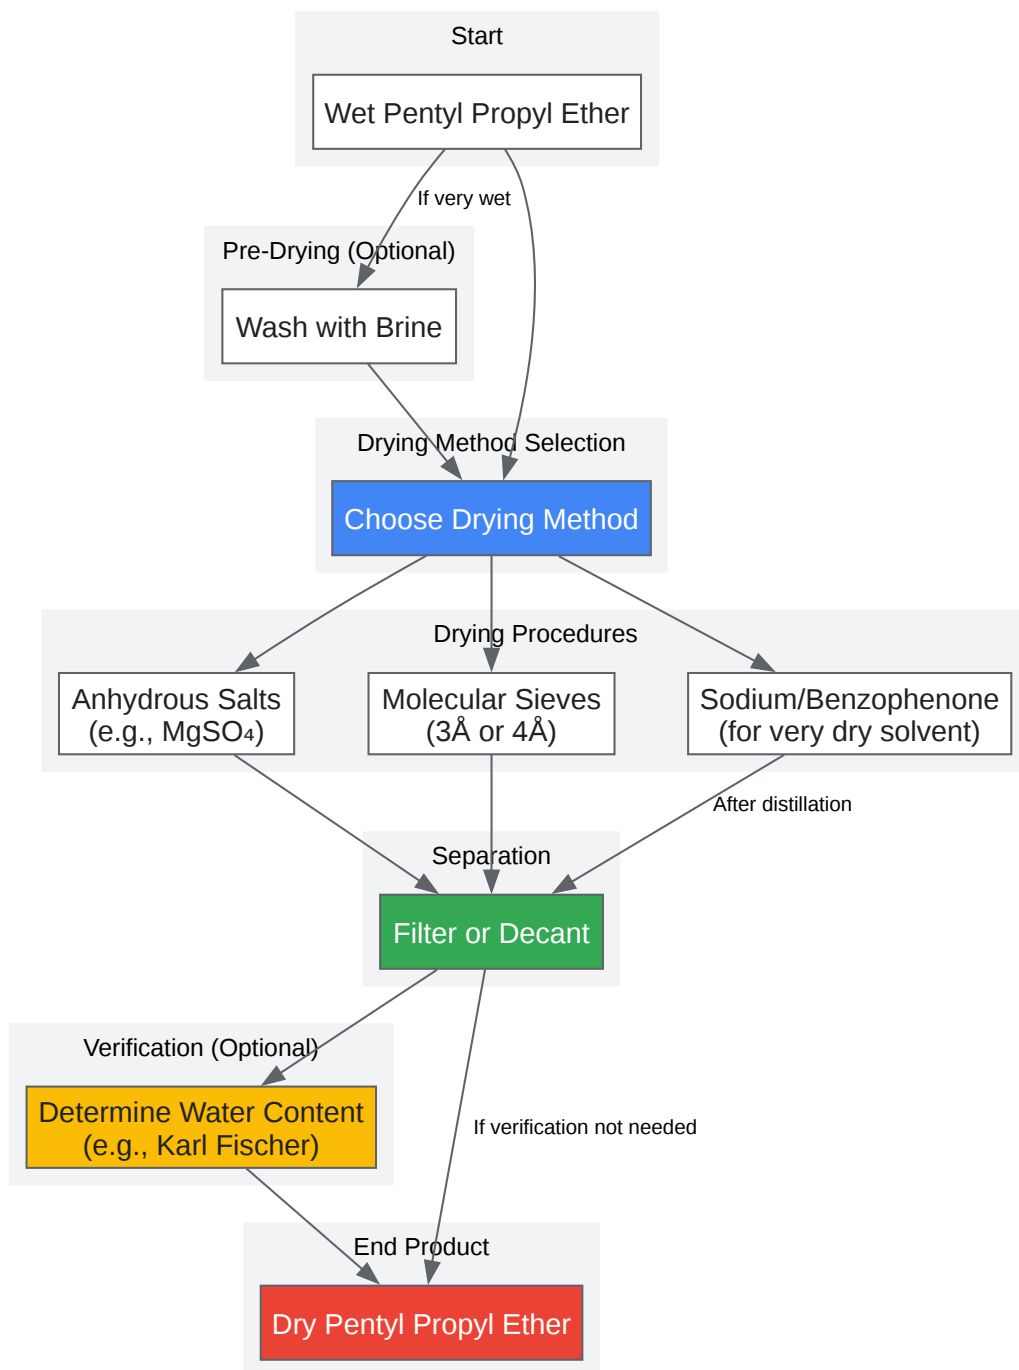 Start
Wet Pentyl Propyl Ether
If very wet
Pre-Drying (Optional)
Wash with Brine
Drying Method Selection
Choose Drying Method
Drying Procedures
Anhydrous Salts
(e.g., MgSO₄)
Molecular Sieves
(3Å or 4Å)
Sodium/Benzophenone
(for very dry solvent)
After distillation
Separation
Filter or Decant
Verification (Optional)
Determine Water Content
(e.g., Karl Fischer)
If verification not needed
End Product
Dry Pentyl Propyl Ether